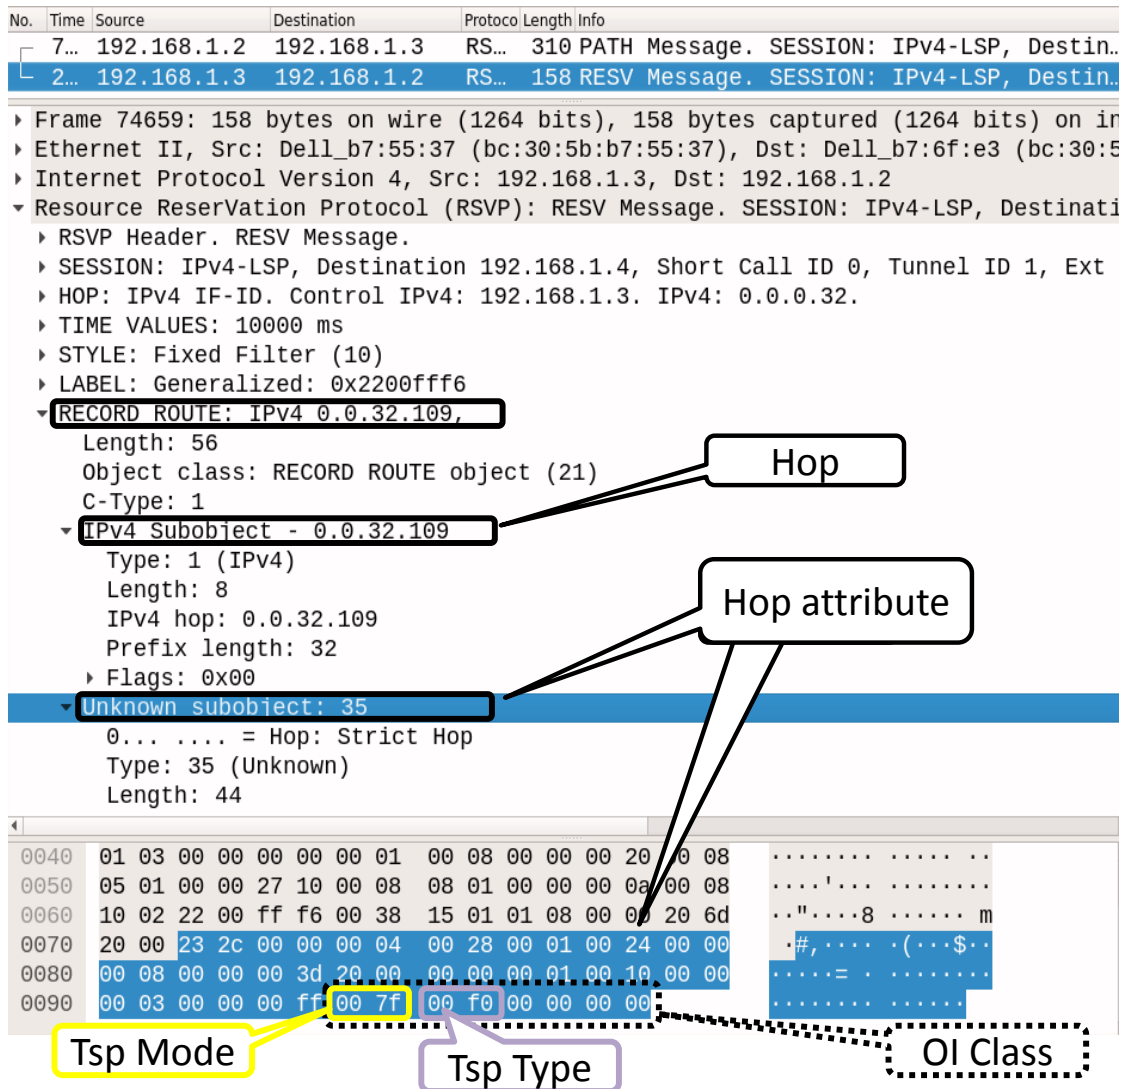 No. Time Source Destination Protoco Length Info
7… 192.168.1.2 192.168.1.3 RS… 310 PATH Message. SESSION: IPv4-LSP, Destin…
2… 192.168.1.3 192.168.1.2 RS… 158 RESV Message. SESSION: IPv4-LSP, Destin…
Frame 74659: 158 bytes on wire (1264 bits), 158 bytes captured (1264 bits) on in
Ethernet II, Src: Dell_b7:55:37 (bc:30:5b:b7:55:37), Dst: Dell_b7:6f:e3 (bc:30:5
Internet Protocol Version 4, Src: 192.168.1.3, Dst: 192.168.1.2
Resource ReserVation Protocol (RSVP): RESV Message. SESSION: IPv4-LSP, Destinati
RSVP Header. RESV Message.
SESSION: IPv4-LSP, Destination 192.168.1.4, Short Call ID 0, Tunnel ID 1, Ext
HOP: IPv4 IF-ID. Control IPv4: 192.168.1.3. IPv4: 0.0.0.32.
TIME VALUES: 10000 ms
STYLE: Fixed Filter (10)
LABEL: Generalized: 0x2200fff6
RECORD ROUTE: IPv4 0.0.32.109,
Length: 56
Hop
Object class: RECORD ROUTE object (21)
C-Type: 1
IPv4 Subobject - 0.0.32.109
Type: 1 (IPv4)
Length: 8
Hop attribute
IPv4 hop: 0.0.32.109
Prefix length: 32
Flags: 0x00
Unknown subobject: 35
0... .... = Hop: Strict Hop
Type: 35 (Unknown)
Length: 44
0040 01 03 00 00 00 00 00 01 00 08 00 00 00 20 00 08 ........ ..... ..
0050 05 01 00 00 27 10 00 08 08 01 00 00 00 0a 00 08 ....'... ........
0060 10 02 22 00 ff f6 00 38 15 01 01 08 00 00 20 6d .."....8 ...... m
0070 20 00 23 2c 00 00 00 04 00 28 00 01 00 24 00 00 .#,.... .(...$..
0080 00 08 00 00 00 3d 20 00 00 00 00 01 00 10 00 00 .....= . ........
0090 00 03 00 00 00 ff 00 7f 00 f0 00 00 00 00 ........ ......
Tsp Mode
Tsp Type
OI Class